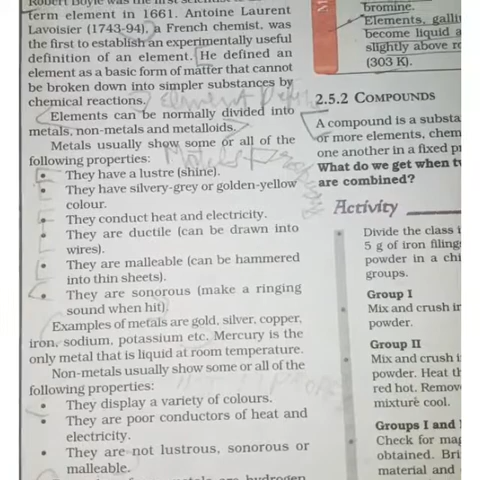 Robert Boyle was the first scientist
term element in 1661. Antoine Laurent
Lavoisier (1743-94), a French chemist, was
the first to establish an experimentally useful
definition of an element. He defined an
element as a basic form of matter that cannot
be broken down into simpler substances by
chemical reactions.
Elements can be normally divided into
metals, non-metals and metalloids.
Metals usually show some or all of the
following properties:
• They have a lustre (shine).
• They have silvery-grey or golden-yellow
colour.
• They conduct heat and electricity.
• They are ductile (can be drawn into
wires).
• They are malleable (can be hammered
into thin sheets).
• They are sonorous (make a ringing
sound when hit).
Examples of metals are gold, silver, copper,
iron, sodium, potassium etc. Mercury is the
only metal that is liquid at room temperature.
Non-metals usually show some or all of the
following properties:
• They display a variety of colours.
• They are poor conductors of heat and
electricity.
• They are not lustrous, sonorous or
malleable.
are hydrogen
bromine.
Elements, galli
become liquid a
slightly above ro
(303 K).
2.5.2 COMPOUNDS
A compound is a substa
or more elements, chem
one another in a fixed p
What do we get when tw
are combined?
Activity
• Divide the class i
5 g of iron filing
powder in a chi
groups.
Group I
• Mix and crush ir
powder.
Group II
• Mix and crush i
powder. Heat th
red hot. Remov
mixture cool.
Groups I and
• Check for mag
obtained. Bri
material and